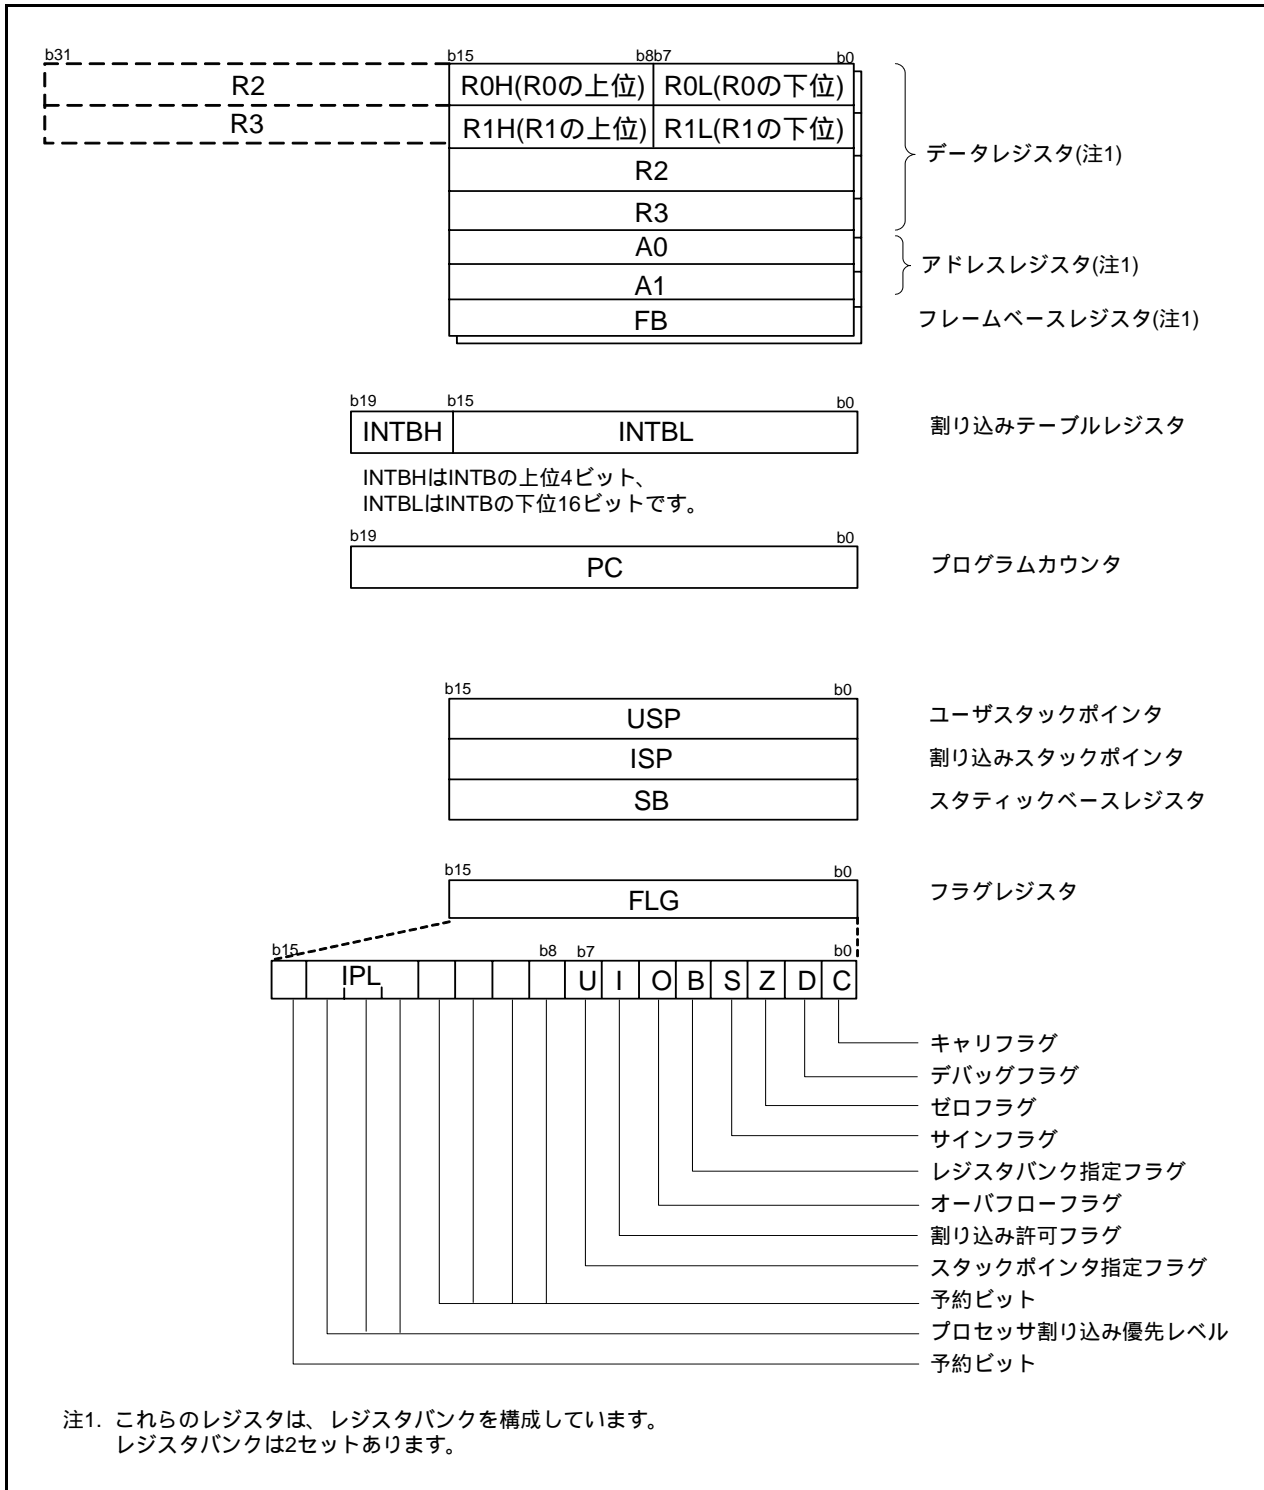 b31 b15 b8b7 b0
R2 R0H(R0の上位) R0L(R0の下位)
R3 R1H(R1の上位) R1L(R1の下位)
データレジスタ(注1)
R2
R3
A0
アドレスレジスタ(注1)
A1
FB フレームベースレジスタ(注1)
b19 b15 b0
INTBH INTBL 割り込みテーブルレジスタ
INTBHはINTBの上位4ビット、
INTBLはINTBの下位16ビットです。
b19 b0
PC プログラムカウンタ
b15 b0
USP ユーザスタックポインタ
ISP 割り込みスタックポインタ
SB スタティックベースレジスタ
b15 b0
FLG フラグレジスタ
b15 b8 b7 b0
IPL U I O B S Z D C
キャリフラグ
デバッグフラグ
ゼロフラグ
サインフラグ
レジスタバンク指定フラグ
オーバフローフラグ
割り込み許可フラグ
スタックポインタ指定フラグ
予約ビット
プロセッサ割り込み優先レベル
予約ビット
注1. これらのレジスタは、レジスタバンクを構成しています。
レジスタバンクは2セットあります。